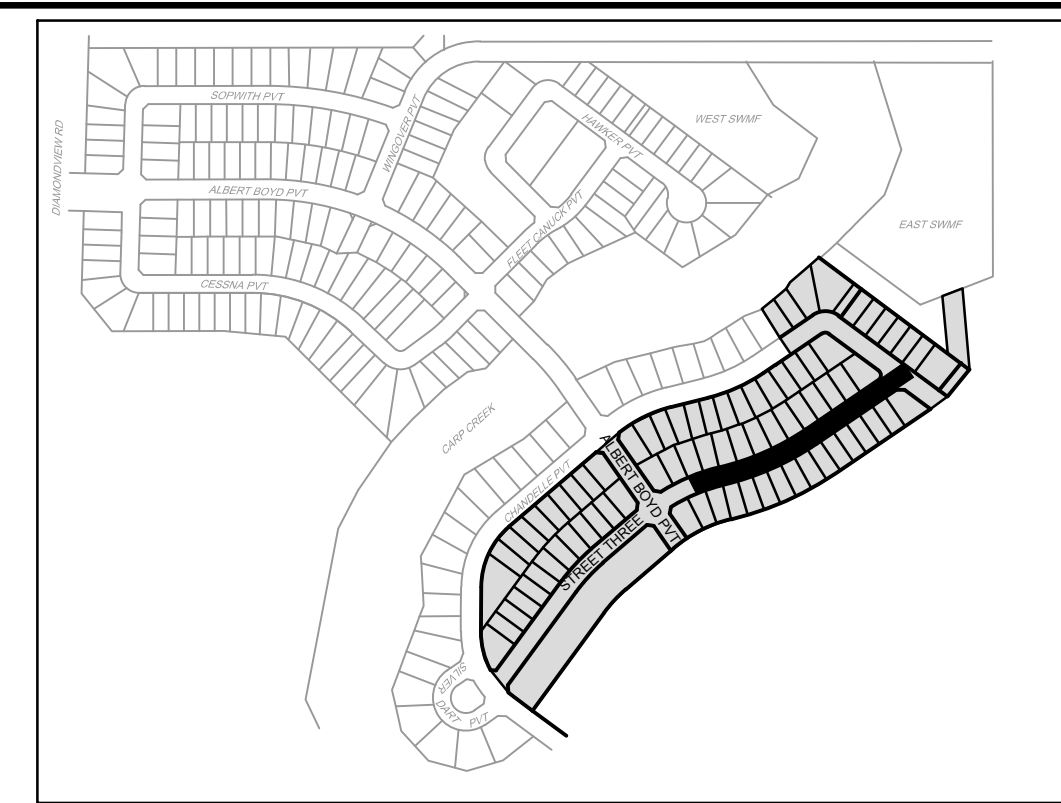 SOPWITH PVT
WINGOVER PVT
HAWKER PVT
WEST SWMF
DIAMONDVIEW RD
ALBERT BOYD PVT
FLEET CANUCK PVT
EAST SWMF
CESSNA PVT
CARP CREEK
CHANDELLE PVT
ALBERT BOYD PVT
STREET THREE
SILVER
DART PVT